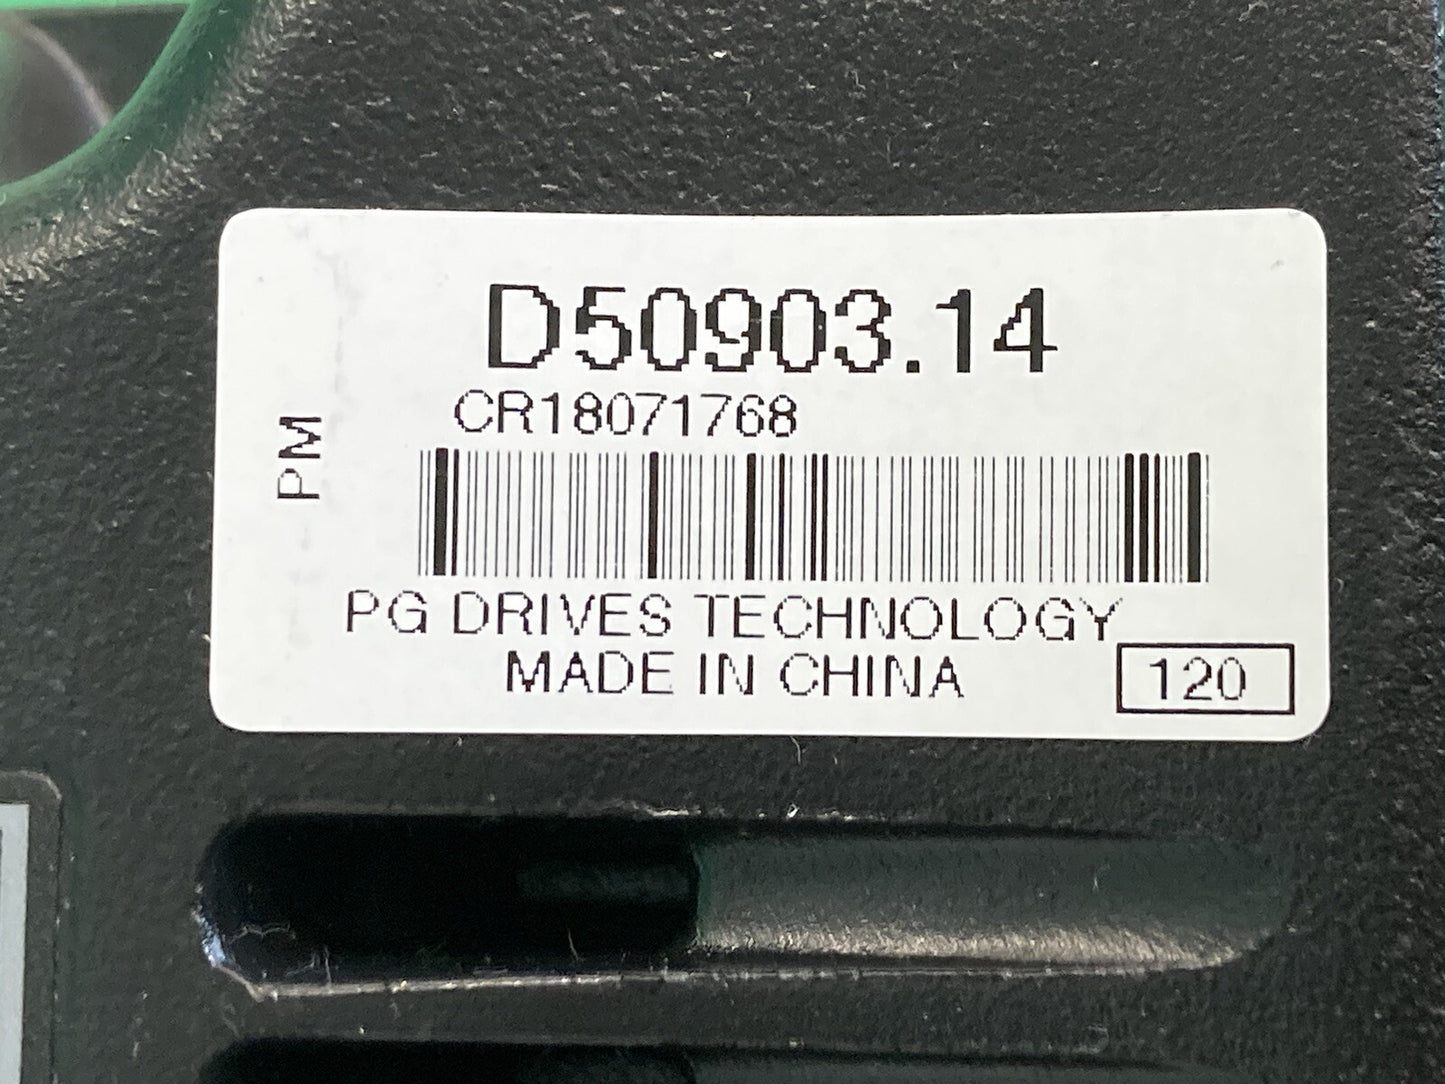 D50903.14
CR18071768
PM
PG DRIVES TECHNOLOGY
MADE IN CHINA
120